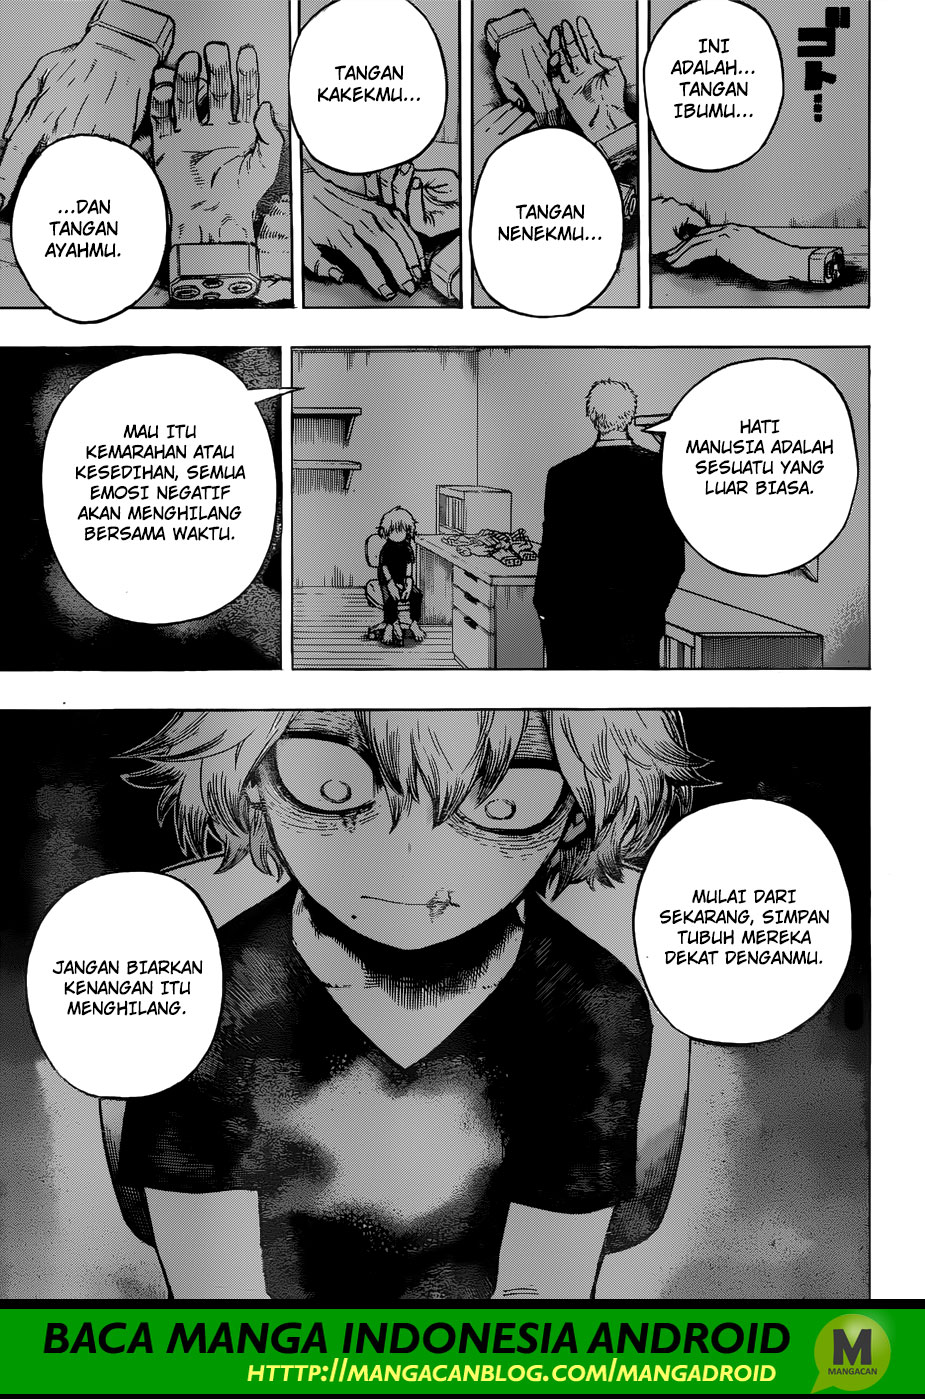 INI
ADALAH...
TANGAN
IBUMU...
TANGAN
NENEKMU...
TANGAN
KAKEKMU...
...DAN
TANGAN
AYAHMU.
HATI
MANUSIA ADALAH
SESUATU YANG
LUAR BIASA.
MAU ITU
KEMARAHAN ATAU
KESEDIHAN, SEMUA
EMOSI NEGATIF
AKAN MENGHILANG
BERSAMA WAKTU.
MULAI DARI
SEKARANG, SIMPAN
TUBUH MEREKA
DEKAT DENGANMU.
JANGAN BIARKAN
KENANGAN ITU
MENGHILANG.
BACA MANGA INDONESIA ANDROID
HTTTP://MANGACANBLOG.COM/MANGADROID
M
MANGACAN